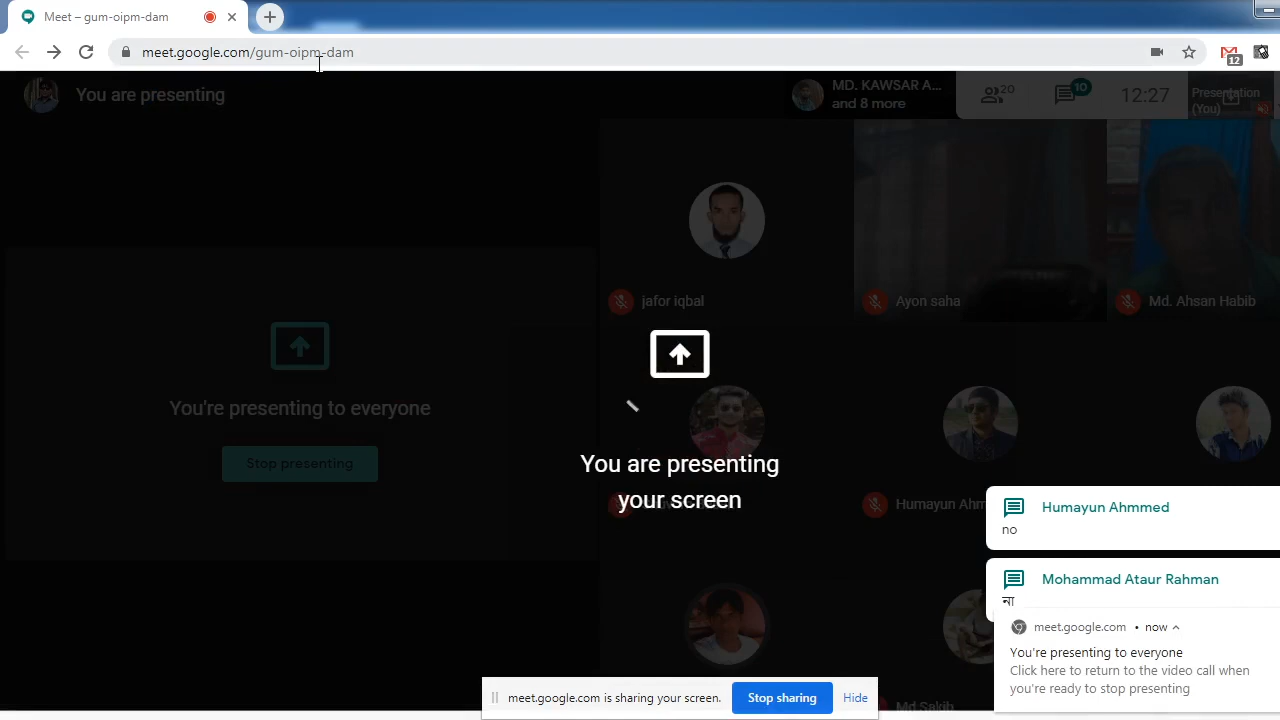 Meet – gum-oipm-dam
meet.google.com/gum-oipm-dam
12
You are presenting
MD. KAWSAR A...
and 8 more
20
10
12:27
Presentation
(You)
jafor iqbal
Ayon saha
Md. Ahsan Habib
You're presenting to everyone
Stop presenting
You are presenting
your screen
Humayun Ahm
Humayun Ahmmed
no
Mohammad Ataur Rahman
না
meet.google.com • now
You're presenting to everyone
Click here to return to the video call when
you're ready to stop presenting
Md Sakib
meet.google.com is sharing your screen.
Stop sharing
Hide